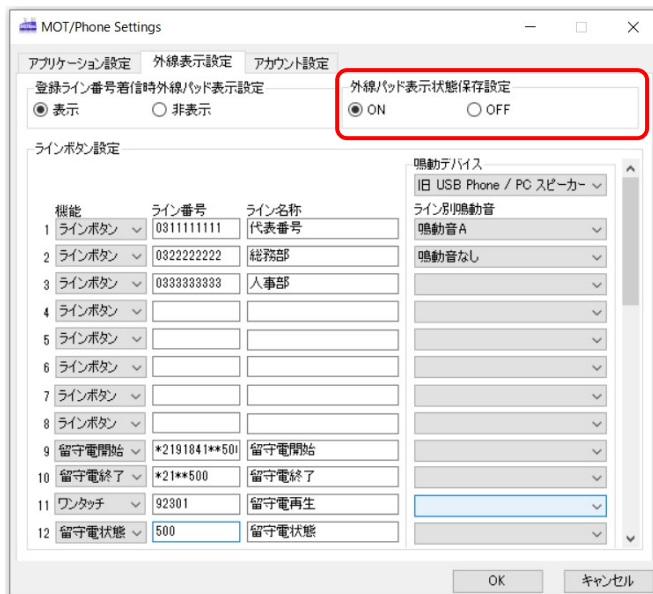 MOT/Phone Settings
アプリケーション設定 外線表示設定 アカウント設定
登録ライン番号着信時外線パッド表示設定
表示 非表示
外線パッド表示状態保存設定
ON OFF
ラインボタン設定
鳴動デバイス
旧 USB Phone / PC スピーカー
機能 ライン番号 ライン名称 ライン別鳴動音
1 ラインボタン 0311111111 代表番号 鳴動音A
2 ラインボタン 0322222222 総務部 鳴動音なし
3 ラインボタン 0333333333 人事部
4 ラインボタン
5 ラインボタン
6 ラインボタン
7 ラインボタン
8 ラインボタン
9 留守電開始 *2191841**50 留守電開始
10 留守電終了 *21**500 留守電終了
11 ワンタッチ 92301 留守電再生
12 留守電状態 500 留守電状態
OK キャンセル